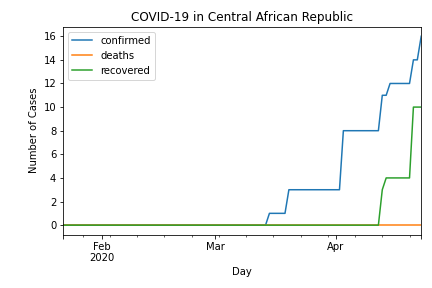 COVID-19 in Central African Republic
confirmed
deaths
recovered
16
14
12
10
8
6
4
2
0
Number of Cases
Feb
2020
Mar
Apr
Day